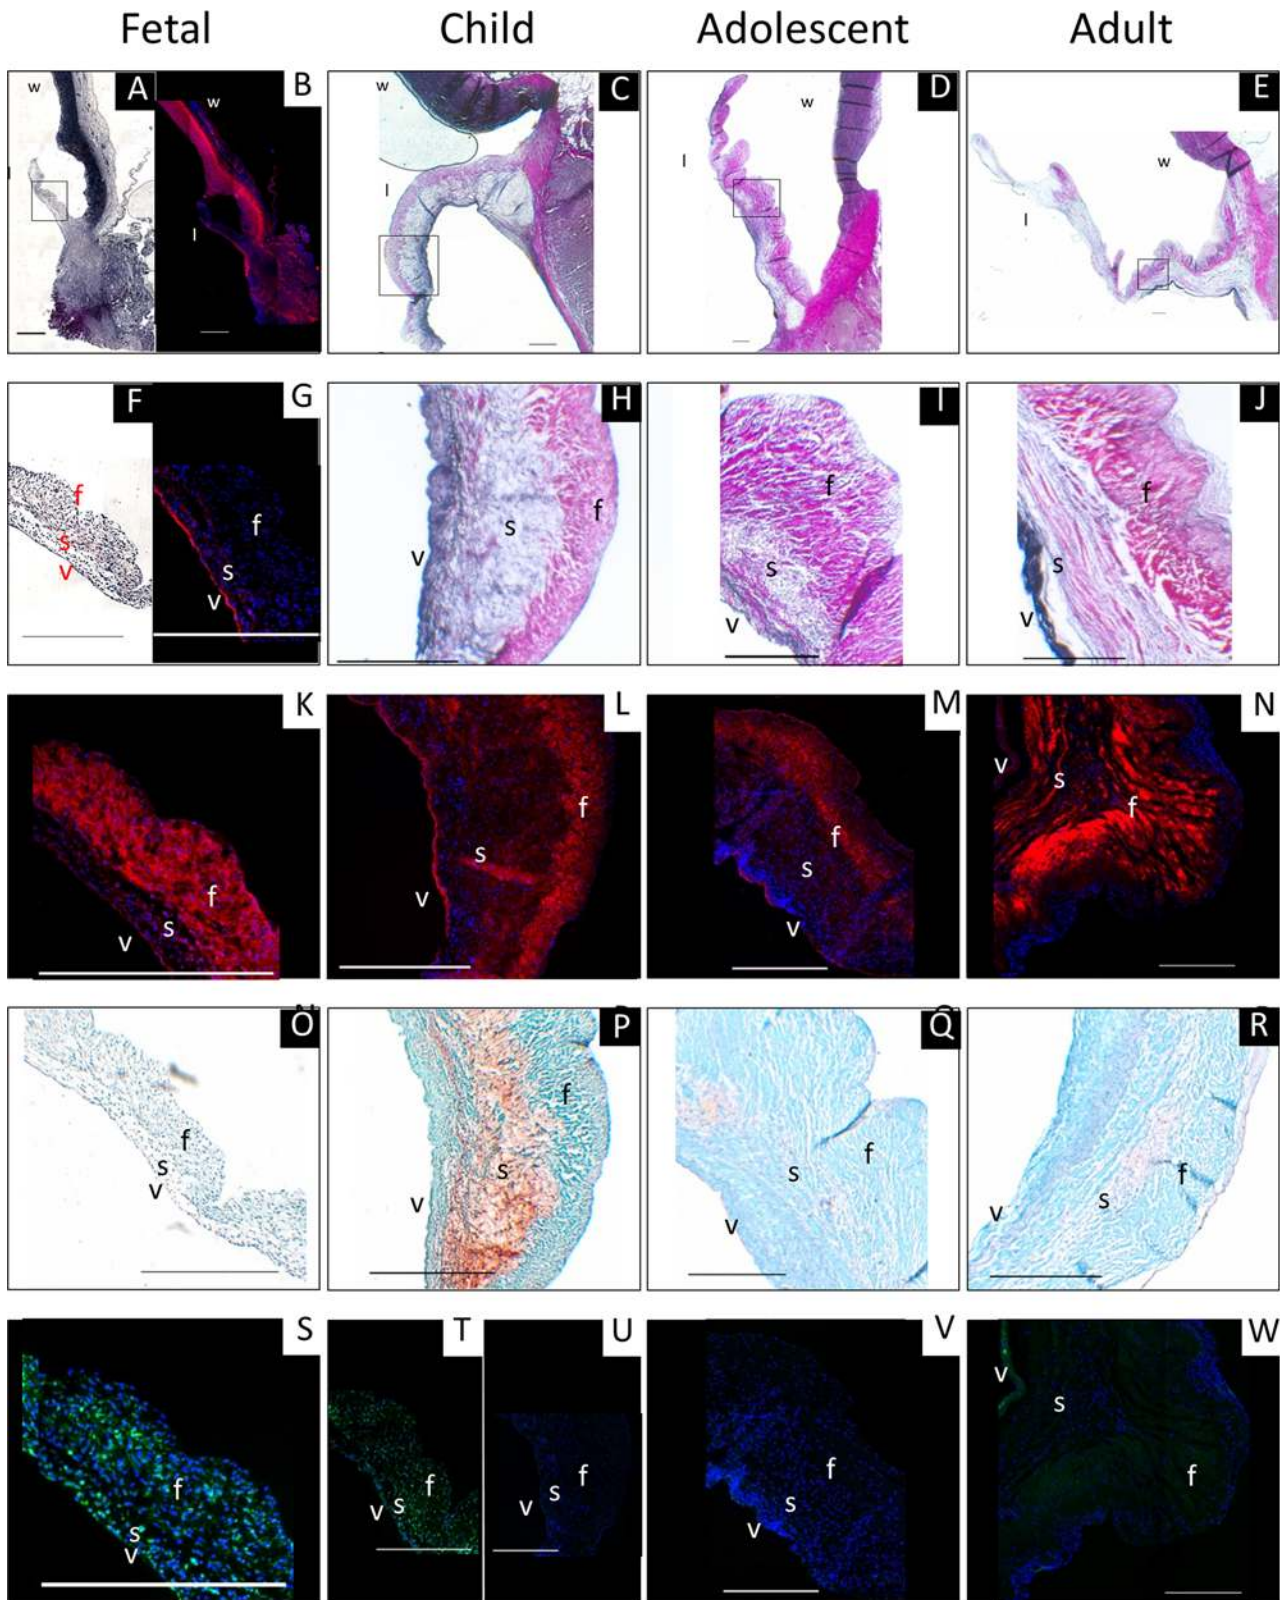 Fetal Child Adolescent Adult
A B C D E
w w w w w
l l l l l
F G H I J
f f f f f
s s s s s
v v v v v
K L M N
f f f f
s s s s
v v v v
O P Q R
f f f f
s s s s
v v v v
S T U V W
f f f f f
s s s s s
v v v v v